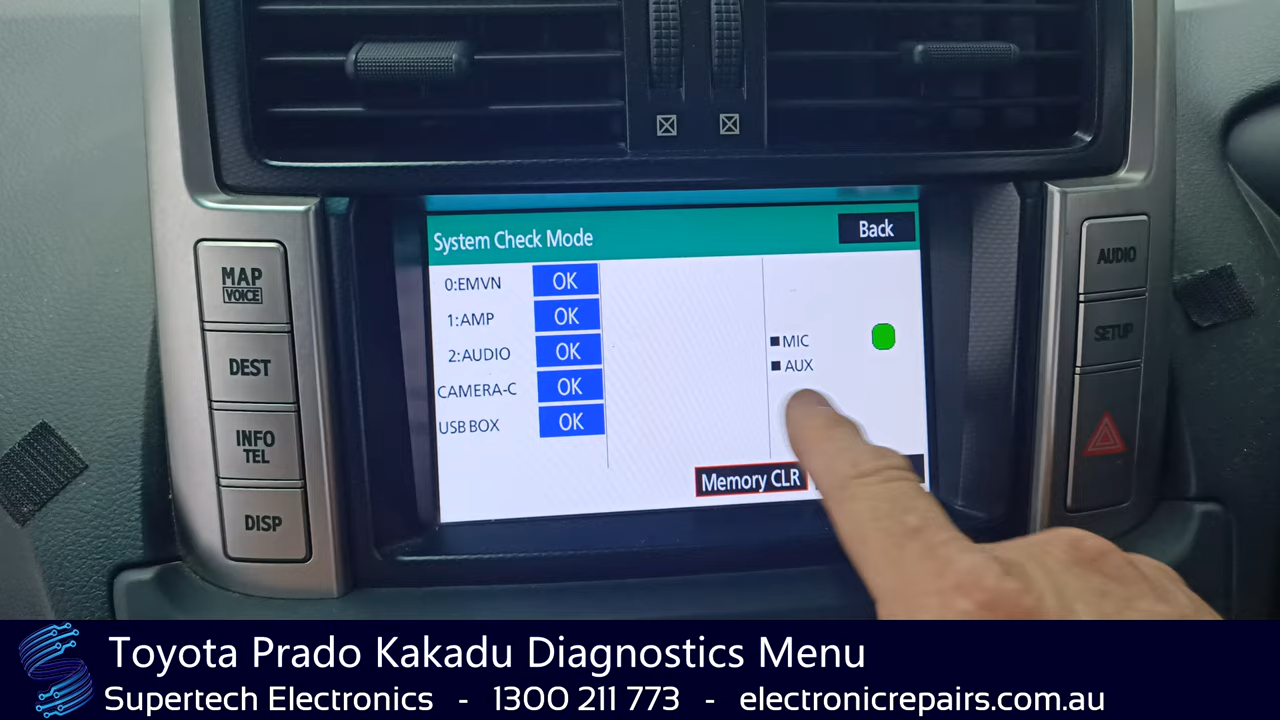 System Check Mode
Back
0:EMVN OK
1:AMP OK
2:AUDIO OK
CAMERA-C OK
USB BOX OK
■MIC
■AUX
Memory CLR
MAP
VOICE
DEST
INFO
TEL
DISP
AUDIO
SETUP
Toyota Prado Kakadu Diagnostics Menu
Supertech Electronics - 1300 211 773 - electronicrepairs.com.au